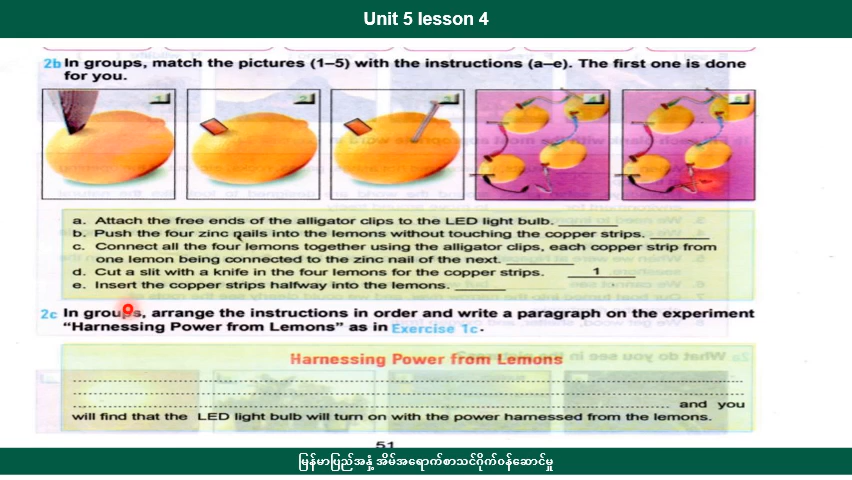 Unit 5 lesson 4
2b In groups, match the pictures (1–5) with the instructions (a–e). The first one is done
for you.
1 2 3
a. Attach the free ends of the alligator clips to the LED light bulb.
b. Push the four zinc nails into the lemons without touching the copper strips.
c. Connect all the four lemons together using the alligator clips, each copper strip from
one lemon being connected to the zinc nail of the next.
d. Cut a slit with a knife in the four lemons for the copper strips. 1
e. Insert the copper strips halfway into the lemons.
2c In groups, arrange the instructions in order and write a paragraph on the experiment
“Harnessing Power from Lemons” as in Exercise 1c.
Harnessing Power from Lemons
and you
will find that the LED light bulb will turn on with the power harnessed from the lemons.
51
မြန်မာပြည်အနှံ့ အိမ်အရောက်စာသင်ဝိုက်ဝန်ဆောင်မှု